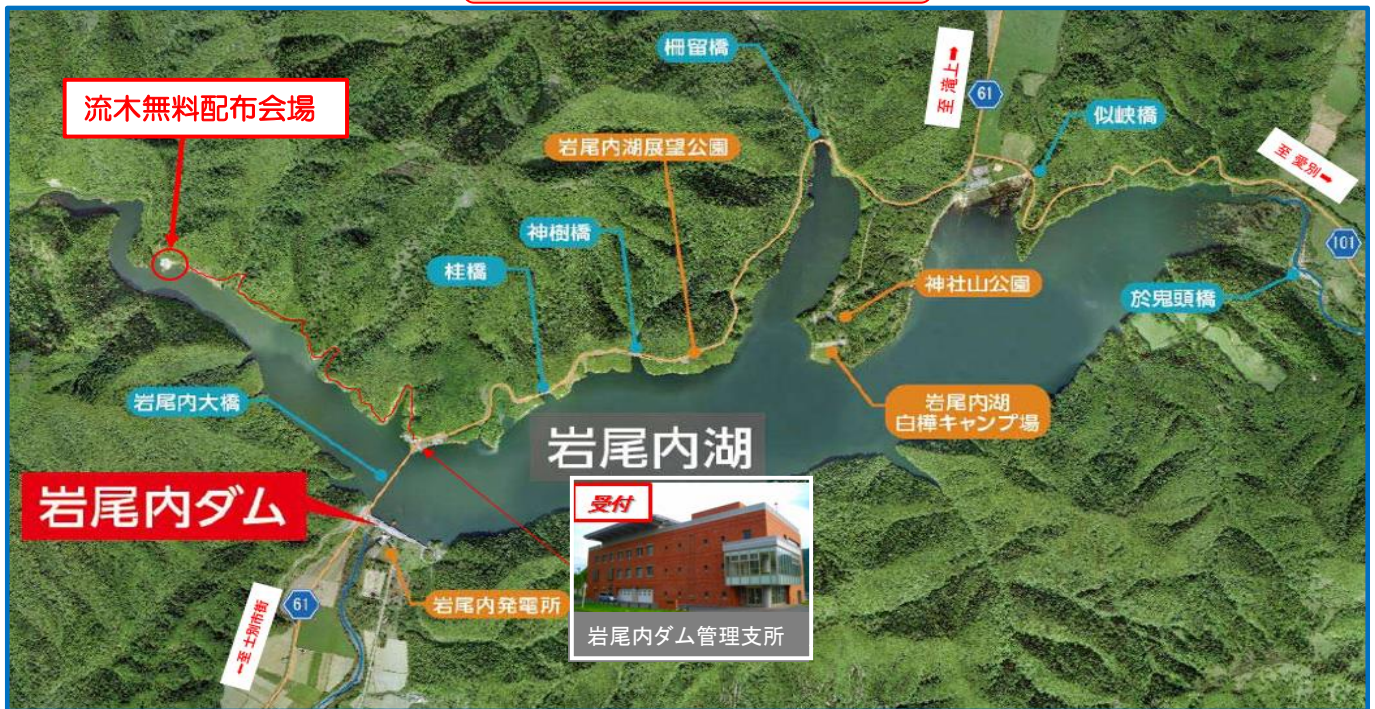 柵留橋
至 滝上➡
61
似峡橋
流木無料配布会場
岩尾内湖展望公園
至 愛別➡
神樹橋
101
桂橋
神社山公園
於鬼頭橋
岩尾内大橋
岩尾内湖
白樺キャンプ場
岩尾内湖
岩尾内ダム
受付
61
岩尾内発電所
岩尾内ダム管理支所
←至 士別市街